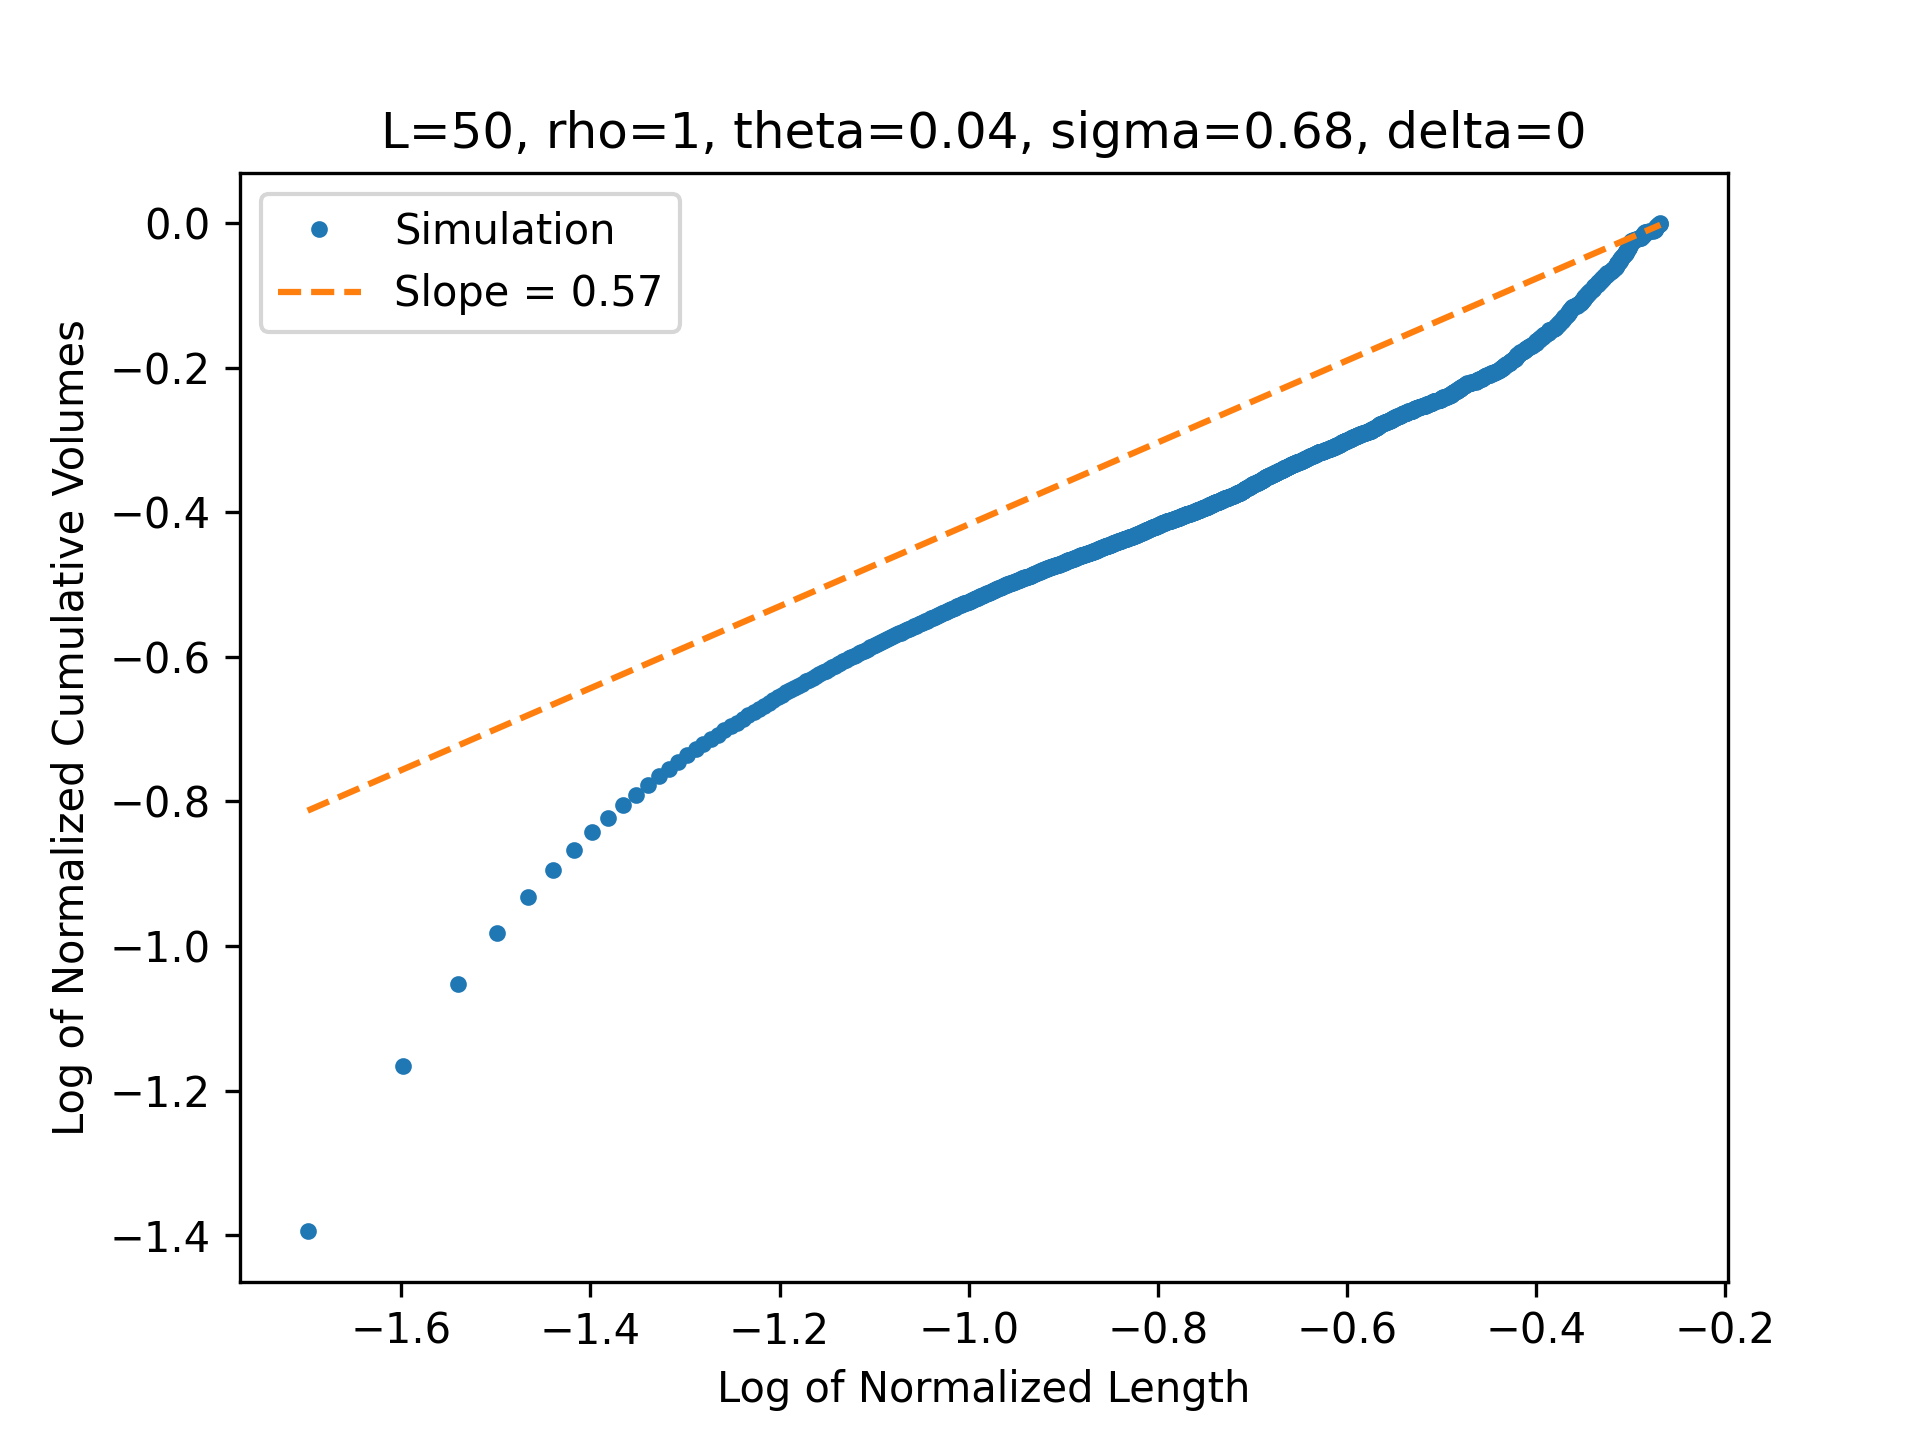 L=50, rho=1, theta=0.04, sigma=0.68, delta=0
Simulation
Slope = 0.57
Log of Normalized Cumulative Volumes
0.0
−0.2
−0.4
−0.6
−0.8
−1.0
−1.2
−1.4
−1.6 −1.4 −1.2 −1.0 −0.8 −0.6 −0.4 −0.2
Log of Normalized Length